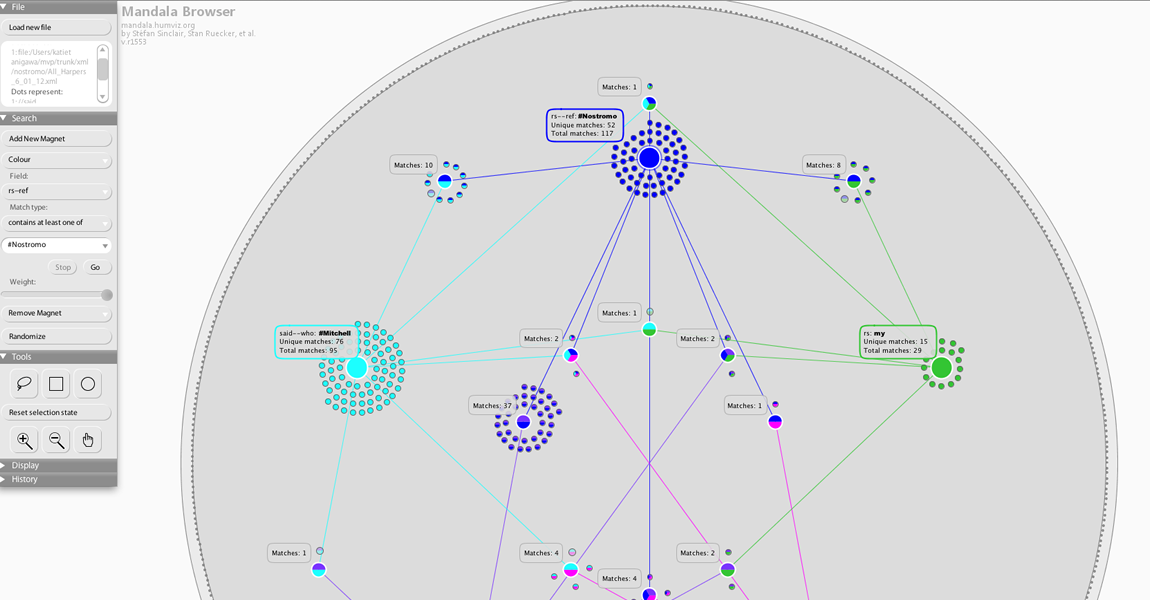 File
Load new file
1:file:/Users/katiet
anigawa/mvp/trunk/xml
/nostromo/All_Harpers
_6_01_12.xml
Dots represent:
Search
Add New Magnet
Colour
Field:
rs-ref
Match type:
contains at least one of
#Nostromo
Stop
Go
Weight:
Remove Magnet
Randomize
Tools
Reset selection state
Display
History
Mandala Browser
mandala.humviz.org
by Stéfan Sinclair, Stan Ruecker, et al.
v.r1553
Matches: 1
rs--ref: #Nostromo
Unique matches: 52
Total matches: 117
Matches: 10
Matches: 8
Matches: 1
said--who: #Mitchell
Unique matches: 76
Total matches: 95
Matches: 2
Matches: 2
rs: my
Unique matches: 15
Total matches: 29
Matches: 37
Matches: 1
Matches: 1
Matches: 4
Matches: 2
Matches: 4